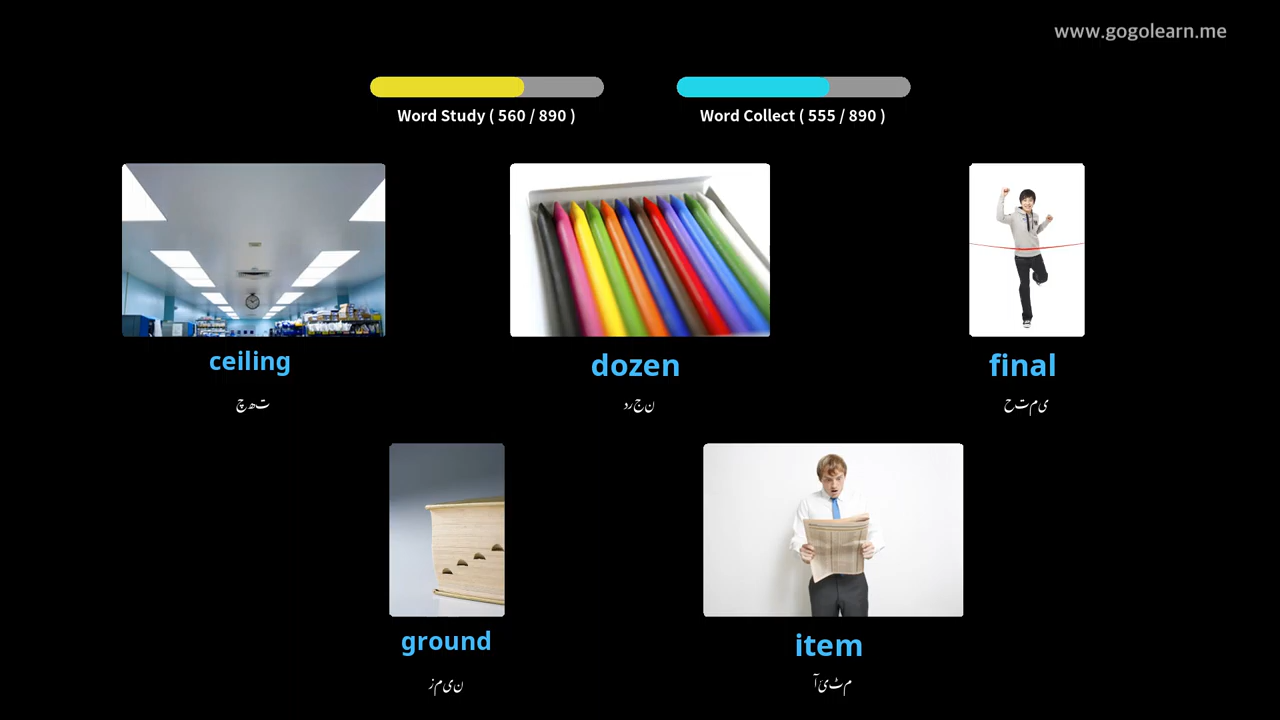 www.gogolearn.me
Word Study ( 560 / 890 )
Word Collect ( 555 / 890 )
ceiling
چھت
dozen
درجن
final
حتمی
ground
زمین
item
آئیٹم